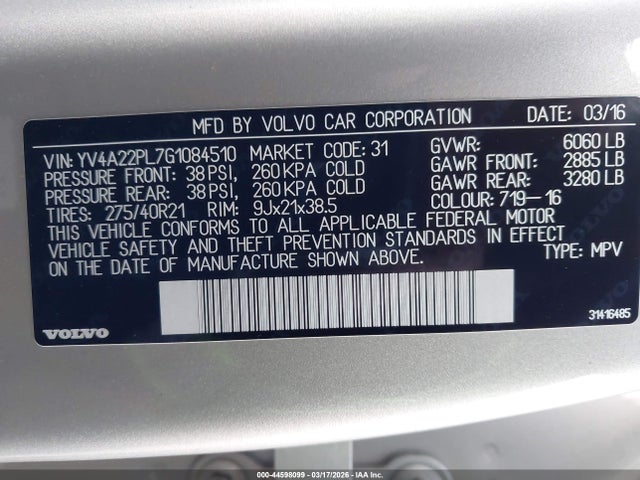 MFD BY VOLVO CAR CORPORATION DATE: 03/16
VIN: YV4A22PL7G1084510 MARKET CODE: 31 GVWR: 6060 LB
PRESSURE FRONT: 38 PSI, 260 KPA COLD GAWR FRONT: 2885 LB
PRESSURE REAR: 38 PSI, 260 KPA COLD GAWR REAR: 3280 LB
TIRES: 275/40R21 RIM: 9Jx21x38.5 COLOUR: 719-16
THIS VEHICLE CONFORMS TO ALL APPLICABLE FEDERAL MOTOR
VEHICLE SAFETY AND THEFT PREVENTION STANDARDS IN EFFECT
ON THE DATE OF MANUFACTURE SHOWN ABOVE. TYPE: MPV
VOLVO 31416485
000-44598099 | 03/17/2026 - IAA Corp.